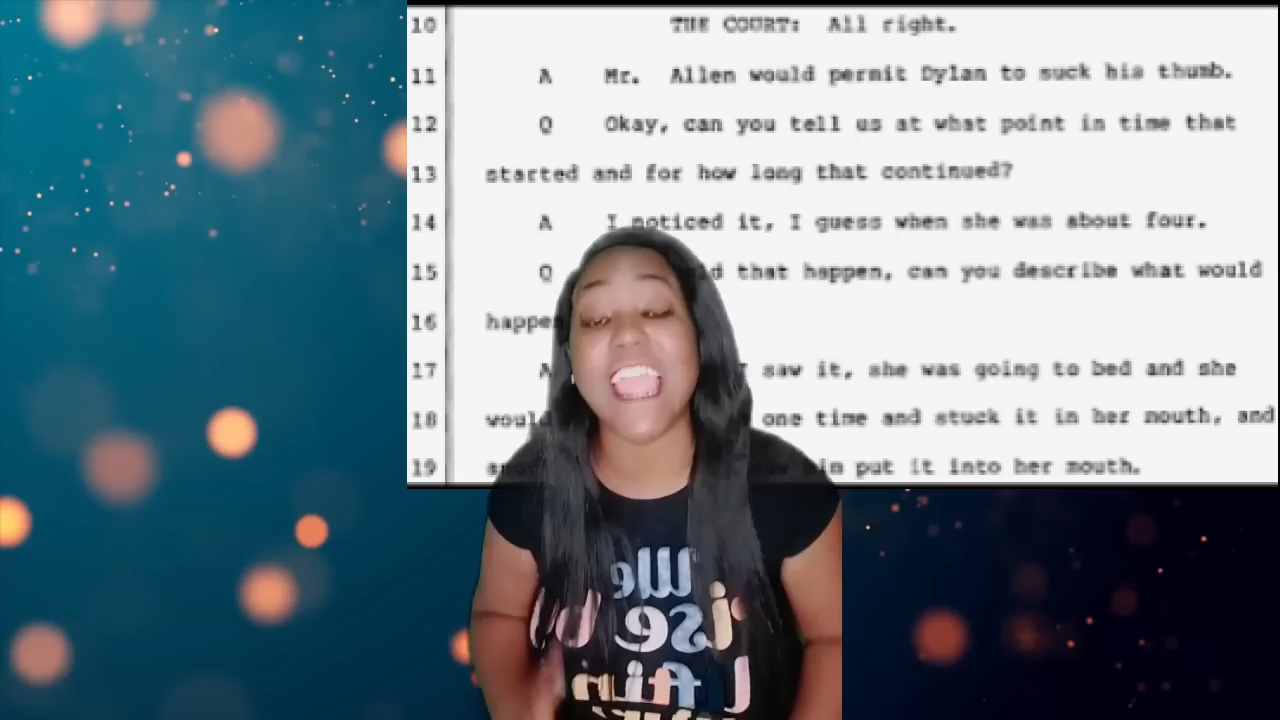 10 THE COURT: All right.
11 A Mr. Allen would permit Dylan to suck his thumb.
12 Q Okay, can you tell us at what point in time that
13 started and for how long that continued?
14 A I noticed it, I guess when she was about four.
15 Q that happen, can you describe what would
16
17 A I saw it, she was going to bed and she
18 would one time and stuck it in her mouth, and
19 him put it into her mouth.
We
rise by